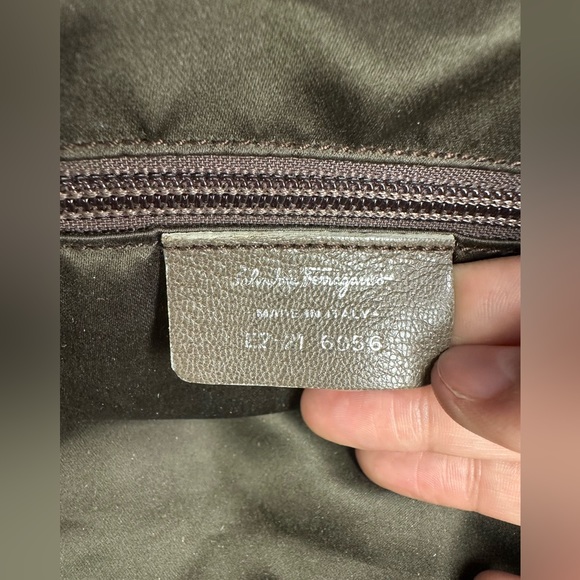 Salvatore Ferragamo
MADE IN ITALY
EZ-21 6056